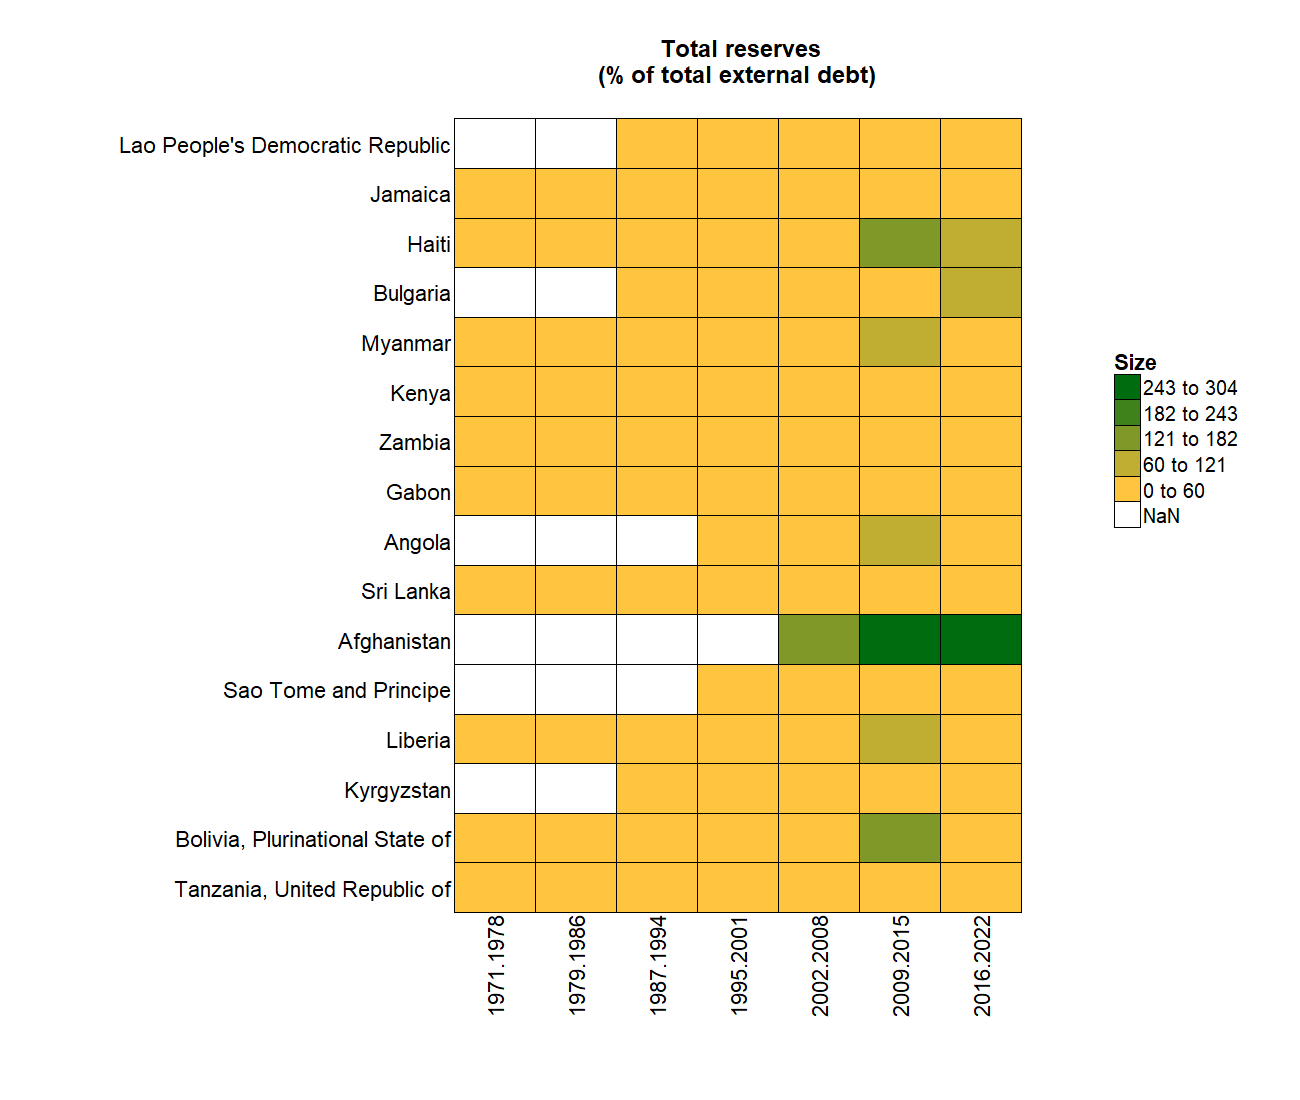 Total reserves
(% of total external debt)
Lao People's Democratic Republic
Jamaica
Haiti
Bulgaria
Myanmar
Kenya
Zambia
Gabon
Angola
Sri Lanka
Afghanistan
Sao Tome and Principe
Liberia
Kyrgyzstan
Bolivia, Plurinational State of
Tanzania, United Republic of
1971.1978
1979.1986
1987.1994
1995.2001
2002.2008
2009.2015
2016.2022
Size
243 to 304
182 to 243
121 to 182
60 to 121
0 to 60
NaN